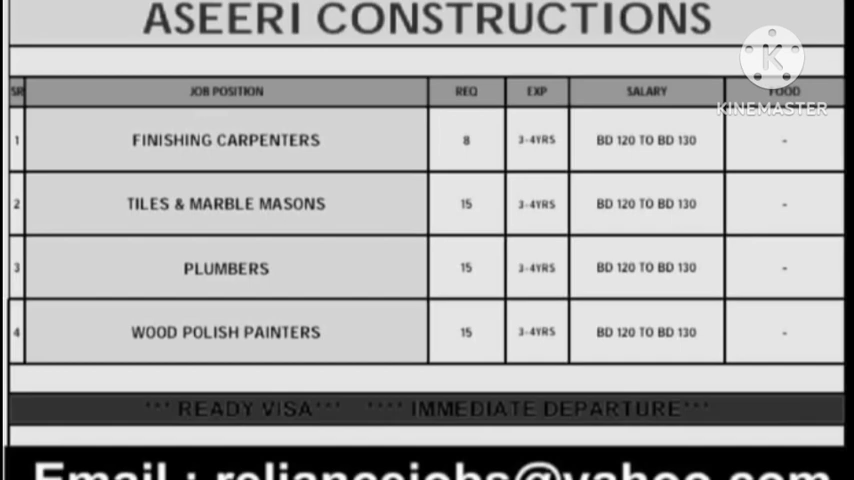 ASEERI CONSTRUCTIONS
SR JOB POSITION REQ EXP SALARY FOOD
1 FINISHING CARPENTERS 8 3-4YRS BD 120 TO BD 130 -
2 TILES & MARBLE MASONS 15 3-4YRS BD 120 TO BD 130 -
3 PLUMBERS 15 3-4YRS BD 120 TO BD 130 -
4 WOOD POLISH PAINTERS 15 3-4YRS BD 120 TO BD 130 -
*** READY VISA*** **** IMMEDIATE DEPARTURE***
Email : reliancejobs@yahoo.com
KINEMASTER